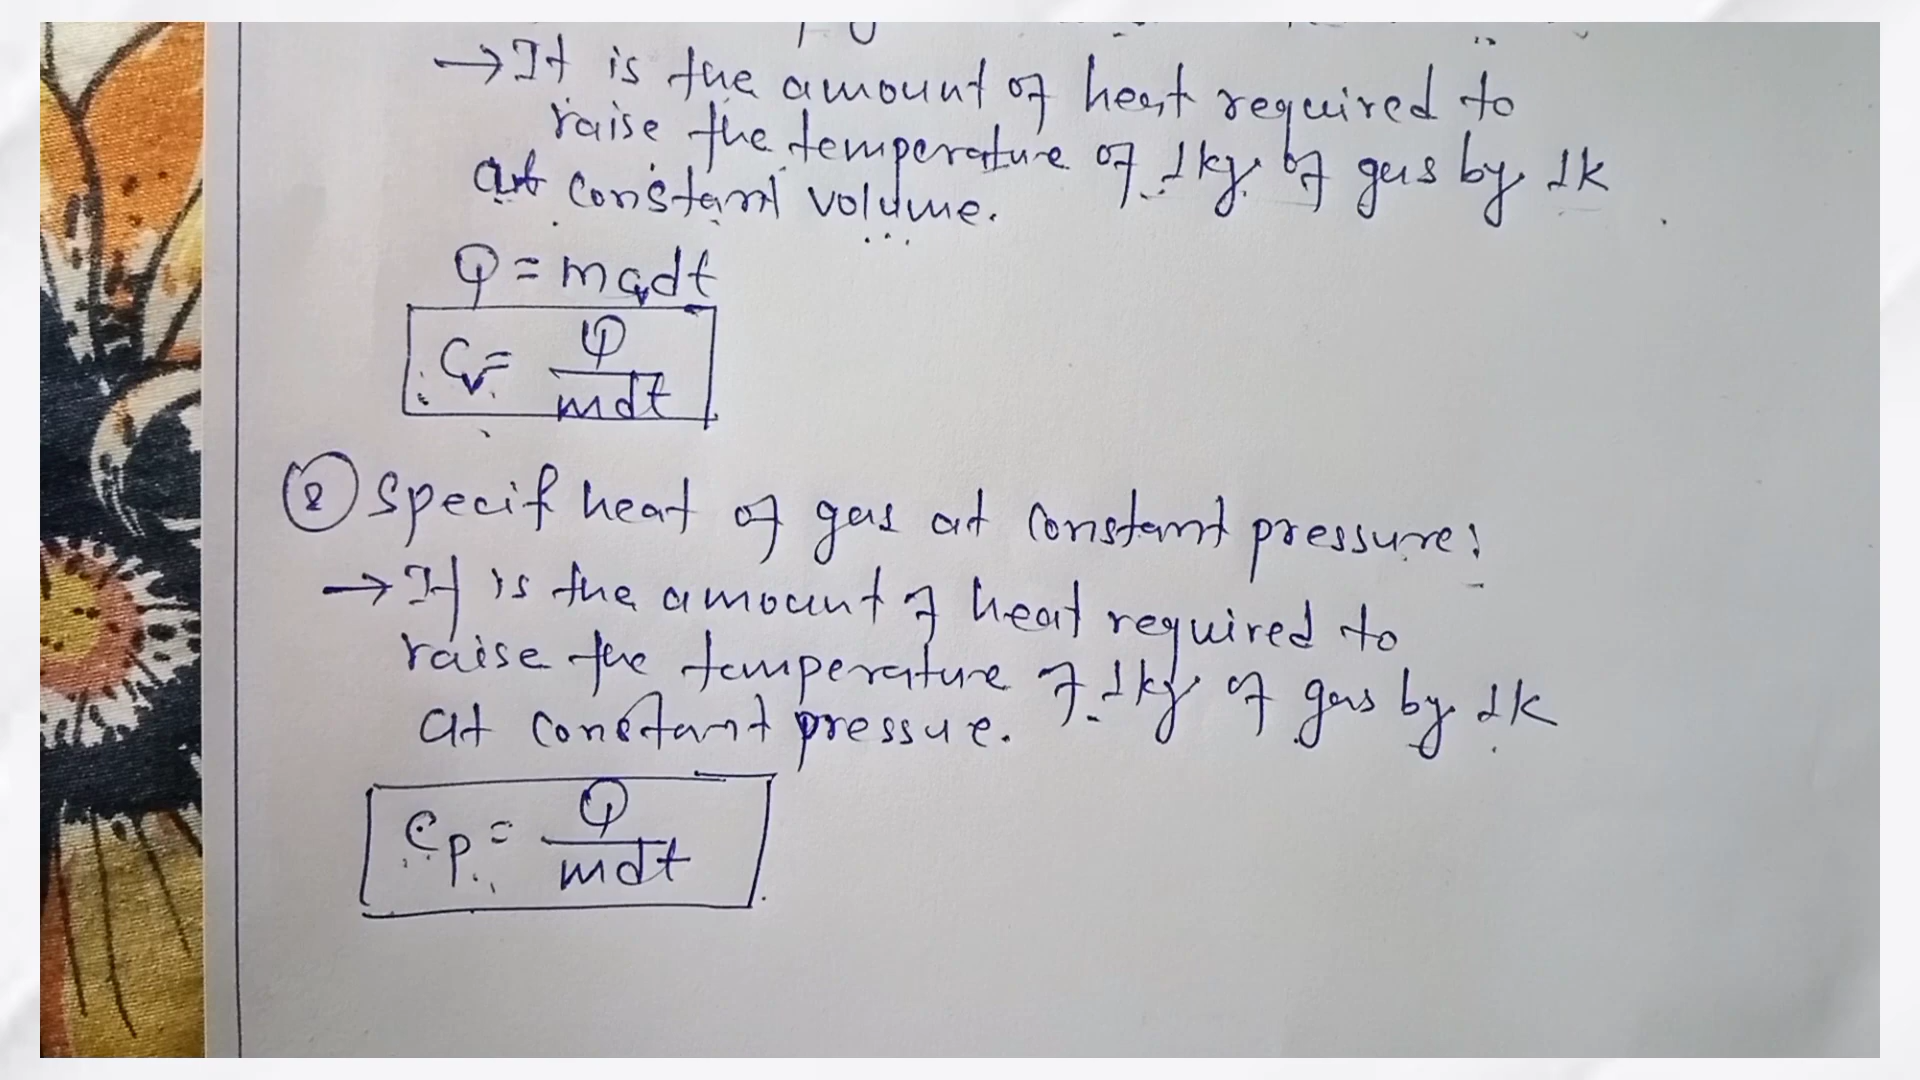 → It is the amount of heat required to
raise the temperature of 1kg of gas by 1k
at constant volume.
Q = mcvdt
Cv = Q/mdt
② Specif heat of gas at constant pressure:
→ It is the amount of heat required to
raise the temperature of 1kg of gas by 1k
at constant pressue.
Cp = Q/mdt